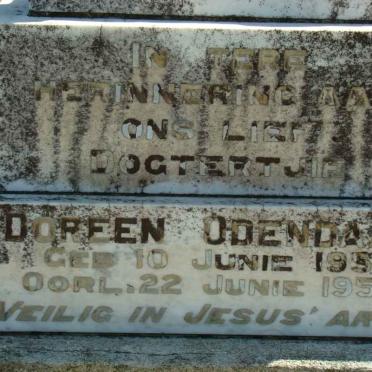 IN TERE
HERINNERING AA
ONS LIEF
DOGTERTJIE
DOREEN ODENDA
GEB 10 JUNIE 195
OORL. 22 JUNIE 195
VEILIG IN JESUS' AR